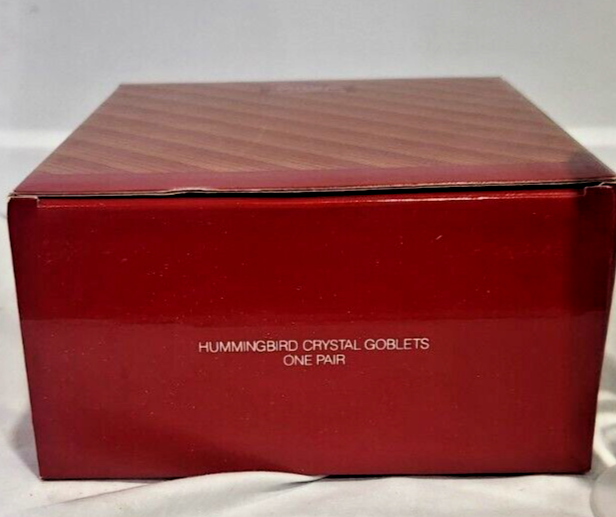 HUMMINGBIRD CRYSTAL GOBLETS
ONE PAIR